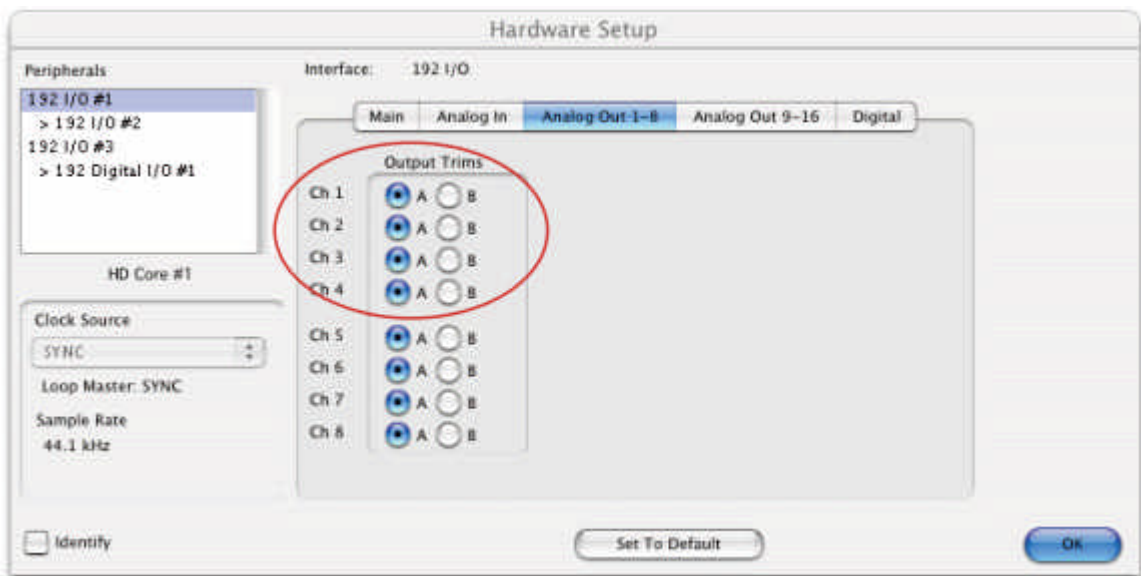 Hardware Setup
Peripherals
192 I/O #1
> 192 I/O #2
192 I/O #3
> 192 Digital I/O #1
HD Core #1
Clock Source
SYNC
Loop Master: SYNC
Sample Rate
44.1 kHz
Identify
Interface: 192 I/O
Main Analog In Analog Out 1-8 Analog Out 9-16 Digital
Output Trims
Ch 1 A B
Ch 2 A B
Ch 3 A B
Ch 4 A B
Ch 5 A B
Ch 6 A B
Ch 7 A B
Ch 8 A B
Set To Default
OK